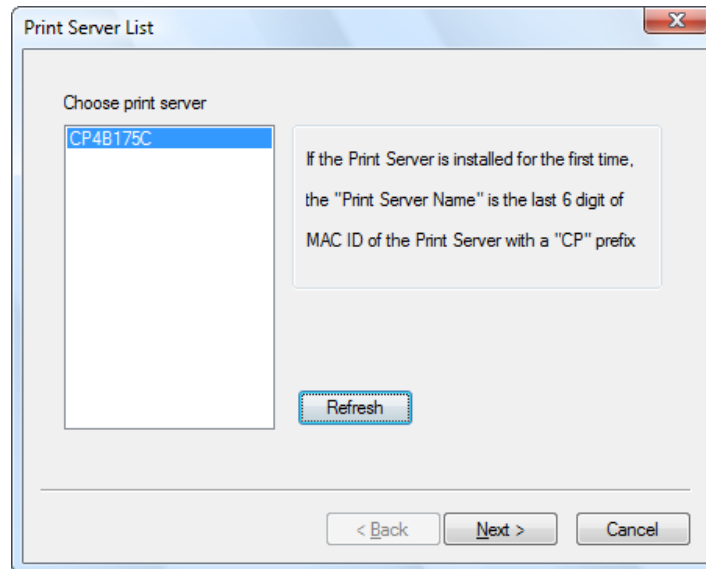 Print Server List
Choose print server
CP4B175C
If the Print Server is installed for the first time,
the "Print Server Name" is the last 6 digit of
MAC ID of the Print Server with a "CP" prefix
Refresh
< Back
Next >
Cancel